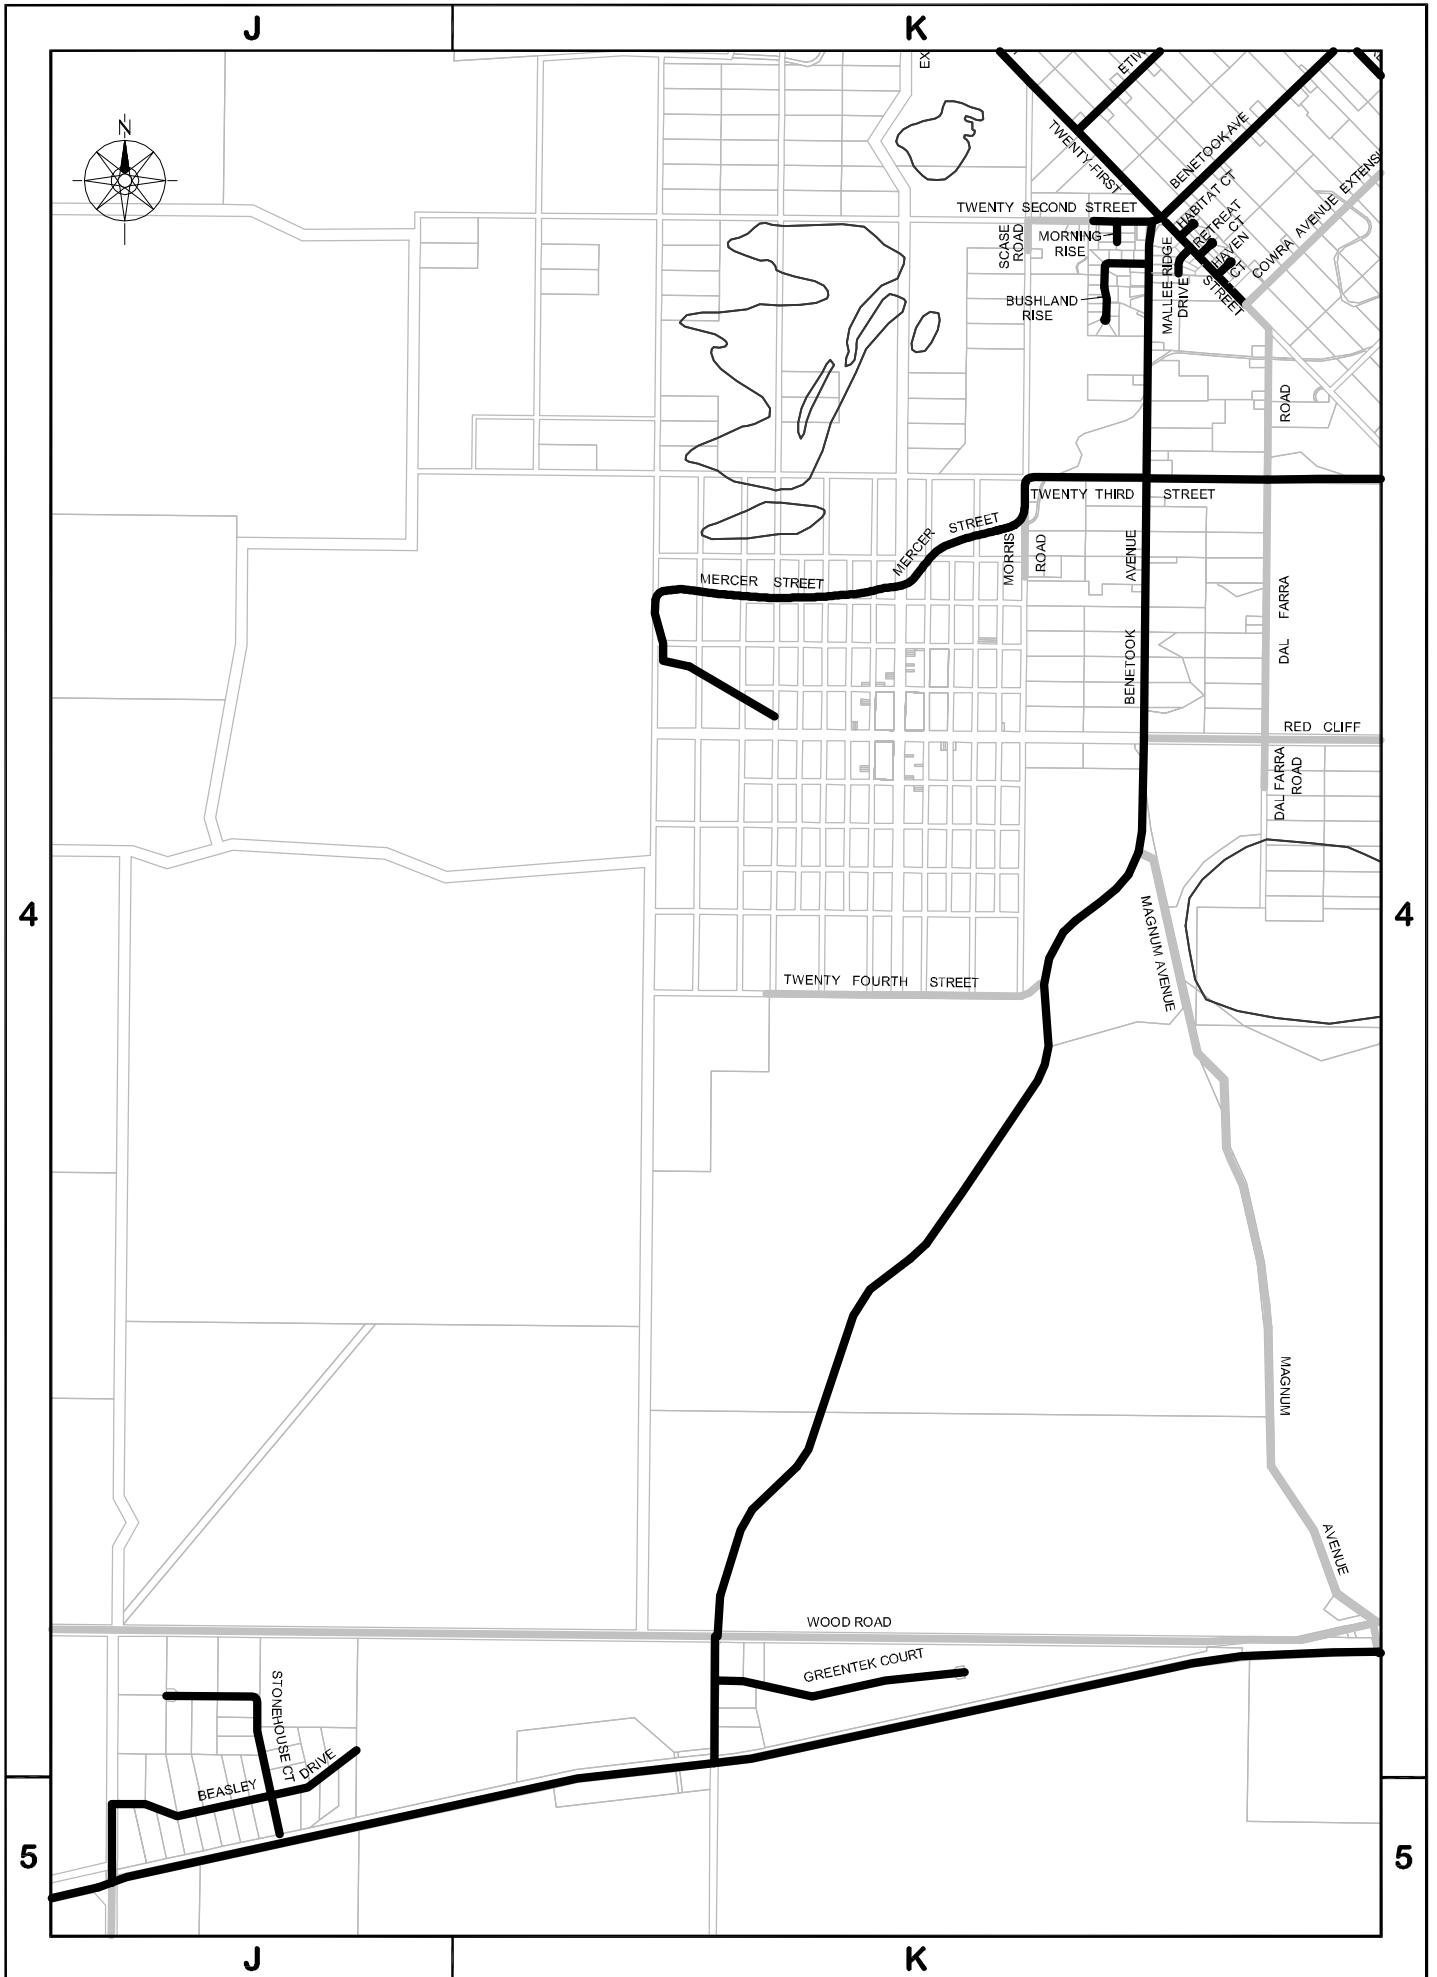 J
K
N
EX
ETIW
TWENTY-FIRST
BENETOOK AVE
HABITAT CT
RETREAT
CT
HAVEN
CT
COWRA AVENUE EXTENSI
STREET
TWENTY SECOND STREET
SCASE
ROAD
MORNING
RISE
MALLEE RIDGE
DRIVE
BUSHLAND
RISE
ROAD
TWENTY THIRD STREET
MERCER STREET
MERCER STREET
MORRIS
ROAD
AVENUE
BENETOOK
DAL FARRA
RED CLIFF
DAL FARRA
ROAD
4
4
MAGNUM AVENUE
TWENTY FOURTH STREET
MAGNUM
AVENUE
WOOD ROAD
GREENTEK COURT
STONEHOUSE CT
BEASLEY DRIVE
5
5
J
K